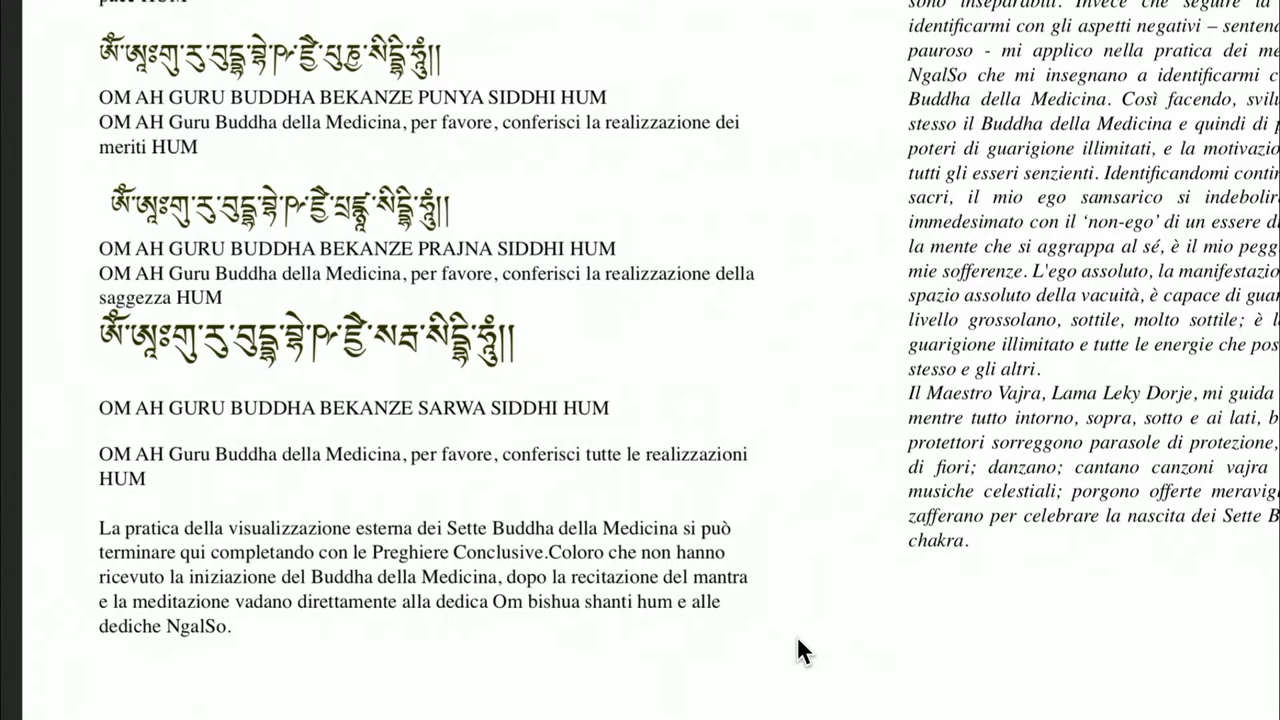 ༀ་ཨཱཿགུ་རུ་བུདྡྷ་བྷེ་ཥ་ཛྱེ་པུཎྱ་སིདྡྷི་ཧཱུྃ།།
OM AH GURU BUDDHA BEKANZE PUNYA SIDDHI HUM
OM AH Guru Buddha della Medicina, per favore, conferisci la realizzazione dei
meriti HUM
OM AH GURU BUDDHA BEKANZE PRAJNA SIDDHI HUM
OM AH Guru Buddha della Medicina, per favore, conferisci la realizzazione della
saggezza HUM
OM AH GURU BUDDHA BEKANZE SARWA SIDDHI HUM
OM AH Guru Buddha della Medicina, per favore, conferisci tutte le realizzazioni
HUM
La pratica della visualizzazione esterna dei Sette Buddha della Medicina si può
terminare qui completando con le Preghiere Conclusive.Coloro che non hanno
ricevuto la iniziazione del Buddha della Medicina, dopo la recitazione del mantra
e la meditazione vadano direttamente alla dedica Om bishua shanti hum e alle
dediche NgalSo.
identificarmi con gli aspetti negativi –
pauroso - mi applico nella pratica dei
NgalSo che mi insegnano a identificarmi
Buddha della Medicina. Così facendo,
stesso il Buddha della Medicina e quindi di
poteri di guarigione illimitati, e la
tutti gli esseri senzienti. Identificandomi
sacri, il mio ego samsarico si
immedesimato con il ‘non-ego’ di un essere
la mente che si aggrappa al sé, è il mio
mie sofferenze. L'ego assoluto, la
spazio assoluto della vacuità, è capace di
livello grossolano, sottile, molto sottile; è
guarigione illimitato e tutte le energie che
stesso e gli altri.
Il Maestro Vajra, Lama Leky Dorje, mi guida
mentre tutto intorno, sopra, sotto e ai lati,
protettori sorreggono parasole di protezione,
di fiori; danzano; cantano canzoni vajra
musiche celestiali; porgono offerte
zafferano per celebrare la nascita dei Sette
chakra.